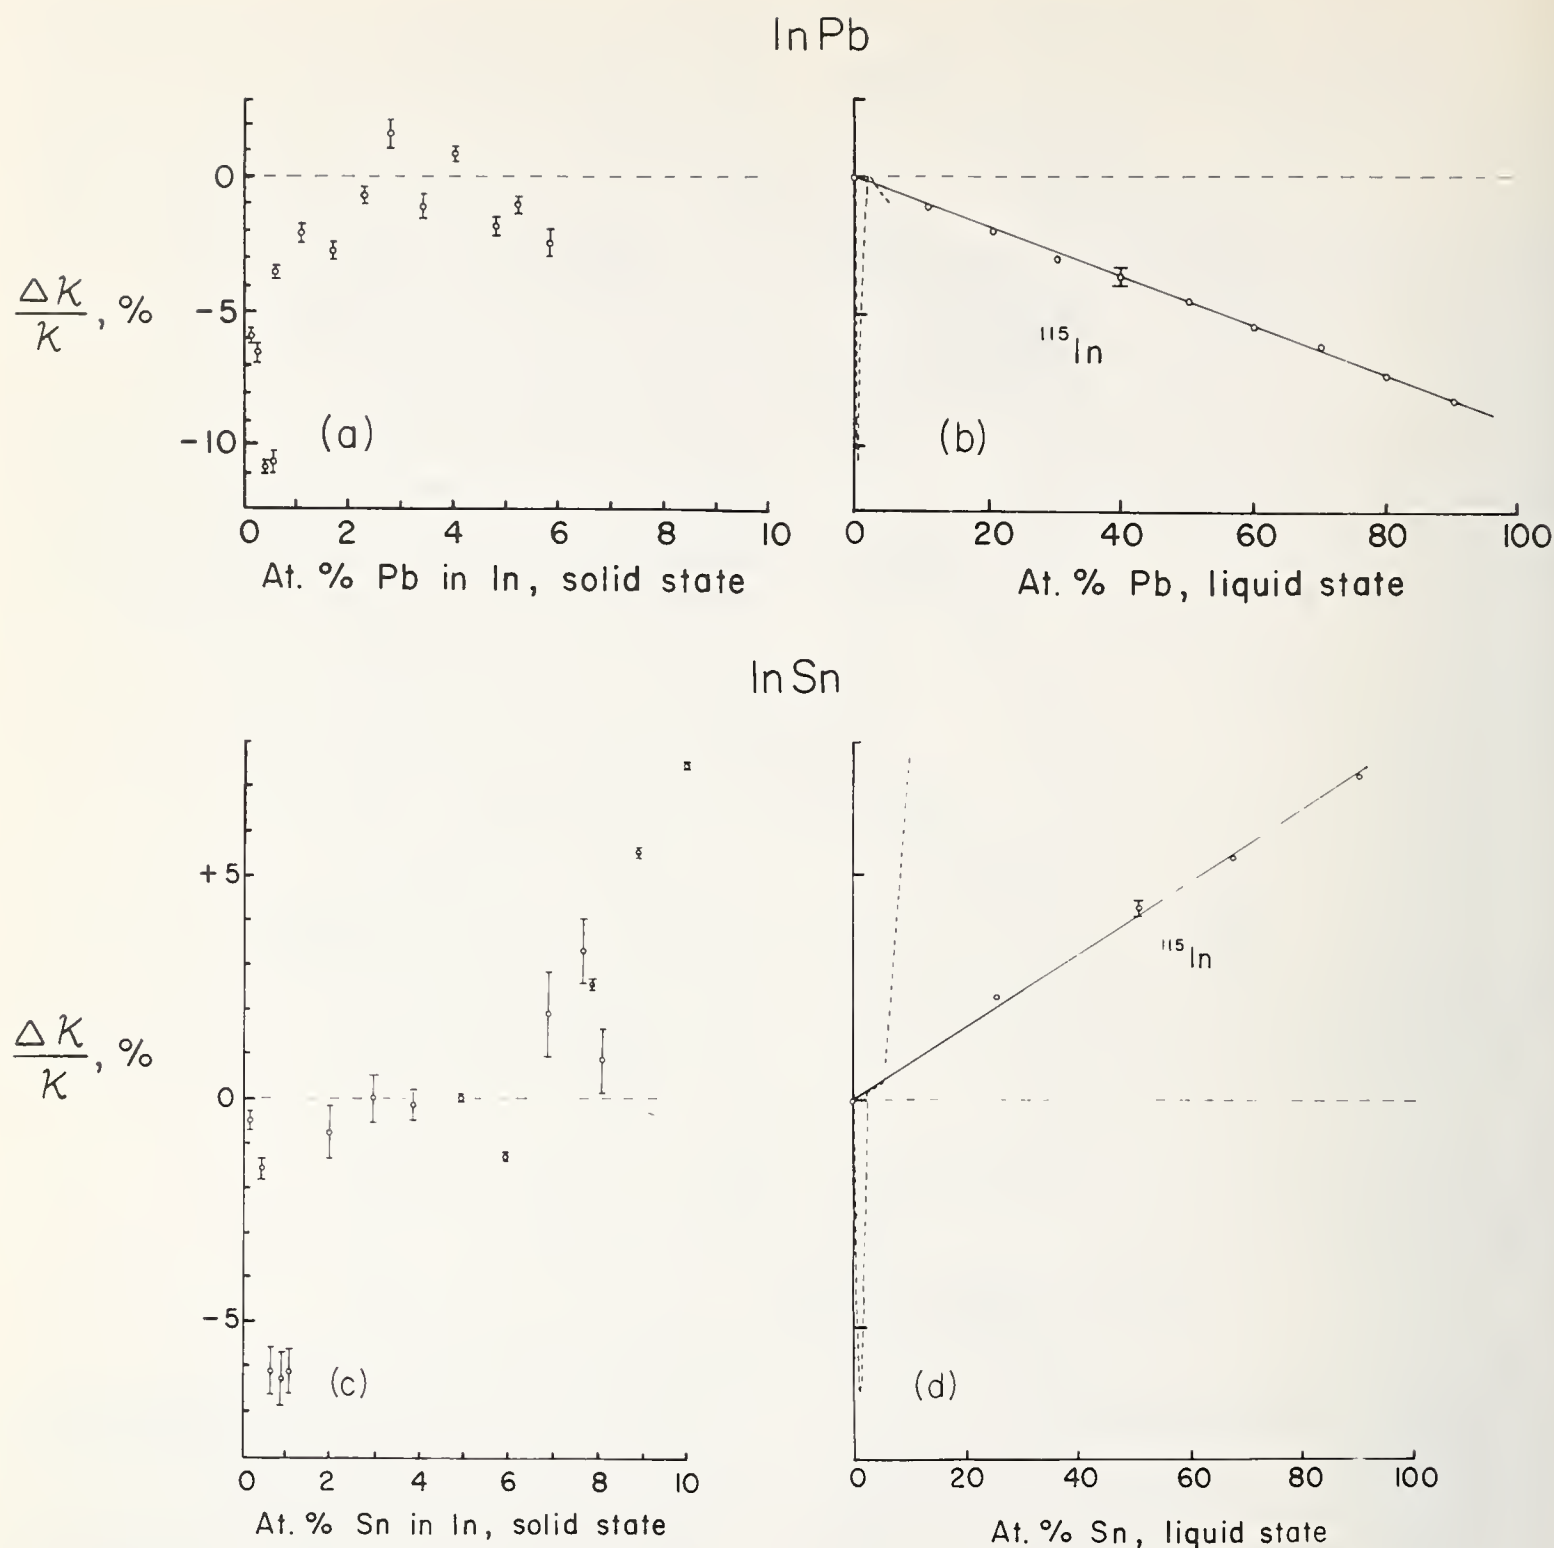 InPb
0
-5
-10
ΔK/K, %
(a)
0 2 4 6 8 10
At. % Pb in In, solid state
115In
(b)
0 20 40 60 80 100
At. % Pb, liquid state
InSn
+5
0
-5
ΔK/K, %
(c)
0 2 4 6 8 10
At. % Sn in In, solid state
115In
(d)
0 20 40 60 80 100
At. % Sn, liquid state